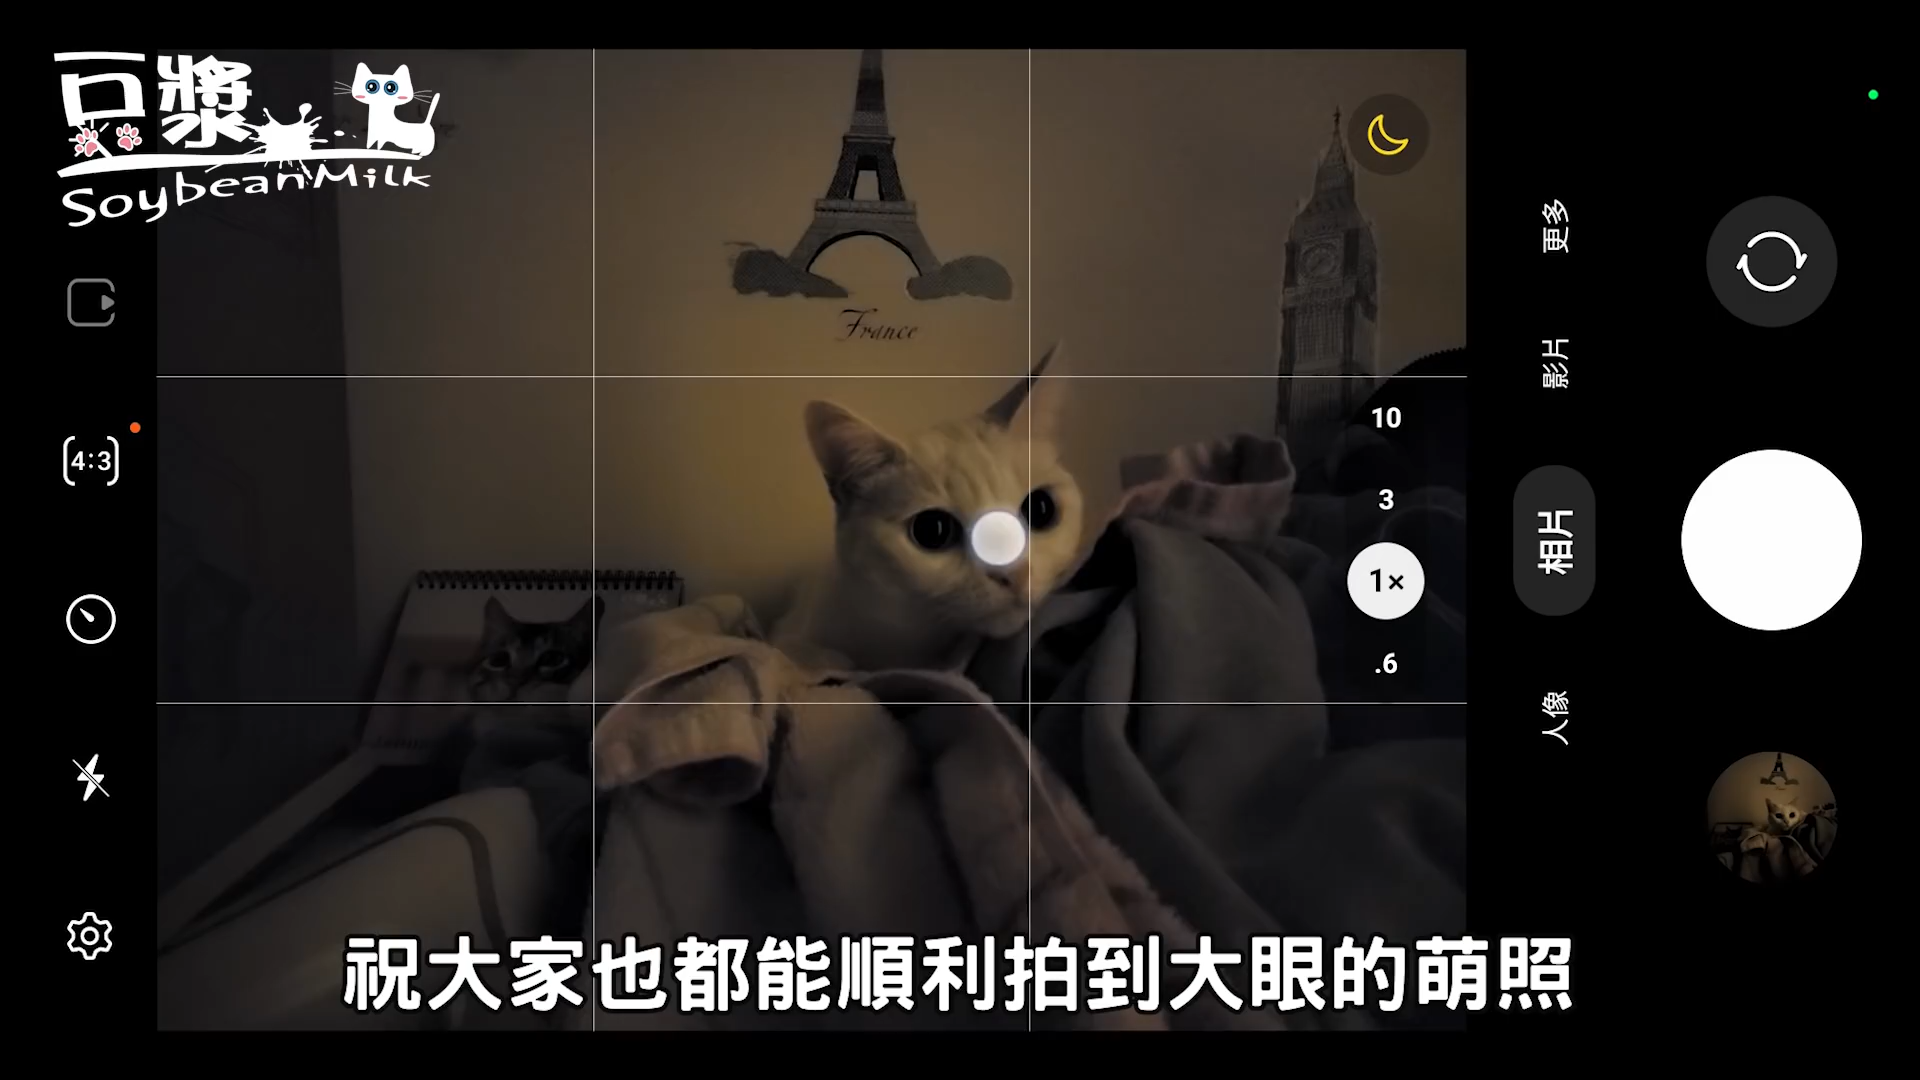 豆漿
SoybeanMilk
France
4:3
10
3
1×
.6
更多
影片
相片
人像
祝大家也都能順利拍到大眼的萌照